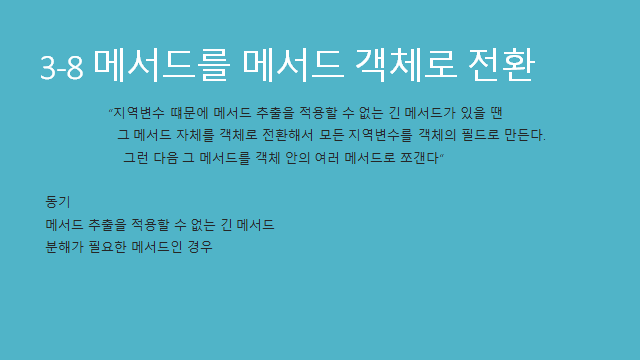 3-8 메서드를 메서드 객체로 전환
“지역변수 떄문에 메서드 추출을 적용할 수 없는 긴 메서드가 있을 땐
그 메서드 자체를 객체로 전환해서 모든 지역변수를 객체의 필드로 만든다.
그런 다음 그 메서드를 객체 안의 여러 메서드로 쪼갠다“
동기
메서드 추출을 적용할 수 없는 긴 메서드
분해가 필요한 메서드인 경우